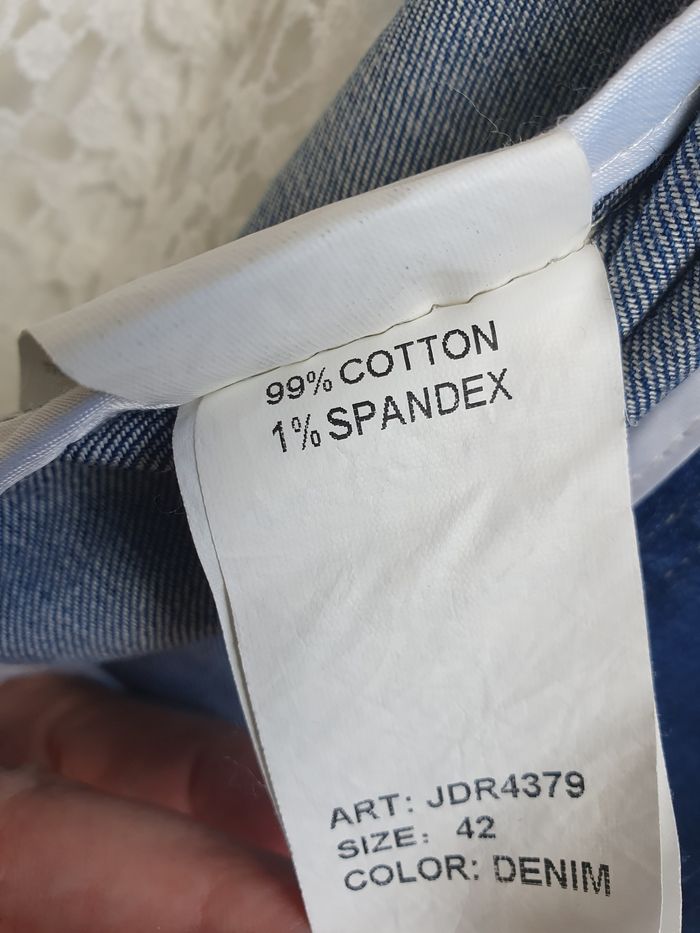 99% COTTON
1% SPANDEX
ART: JDR4379
SIZE: 42
COLOR: DENIM